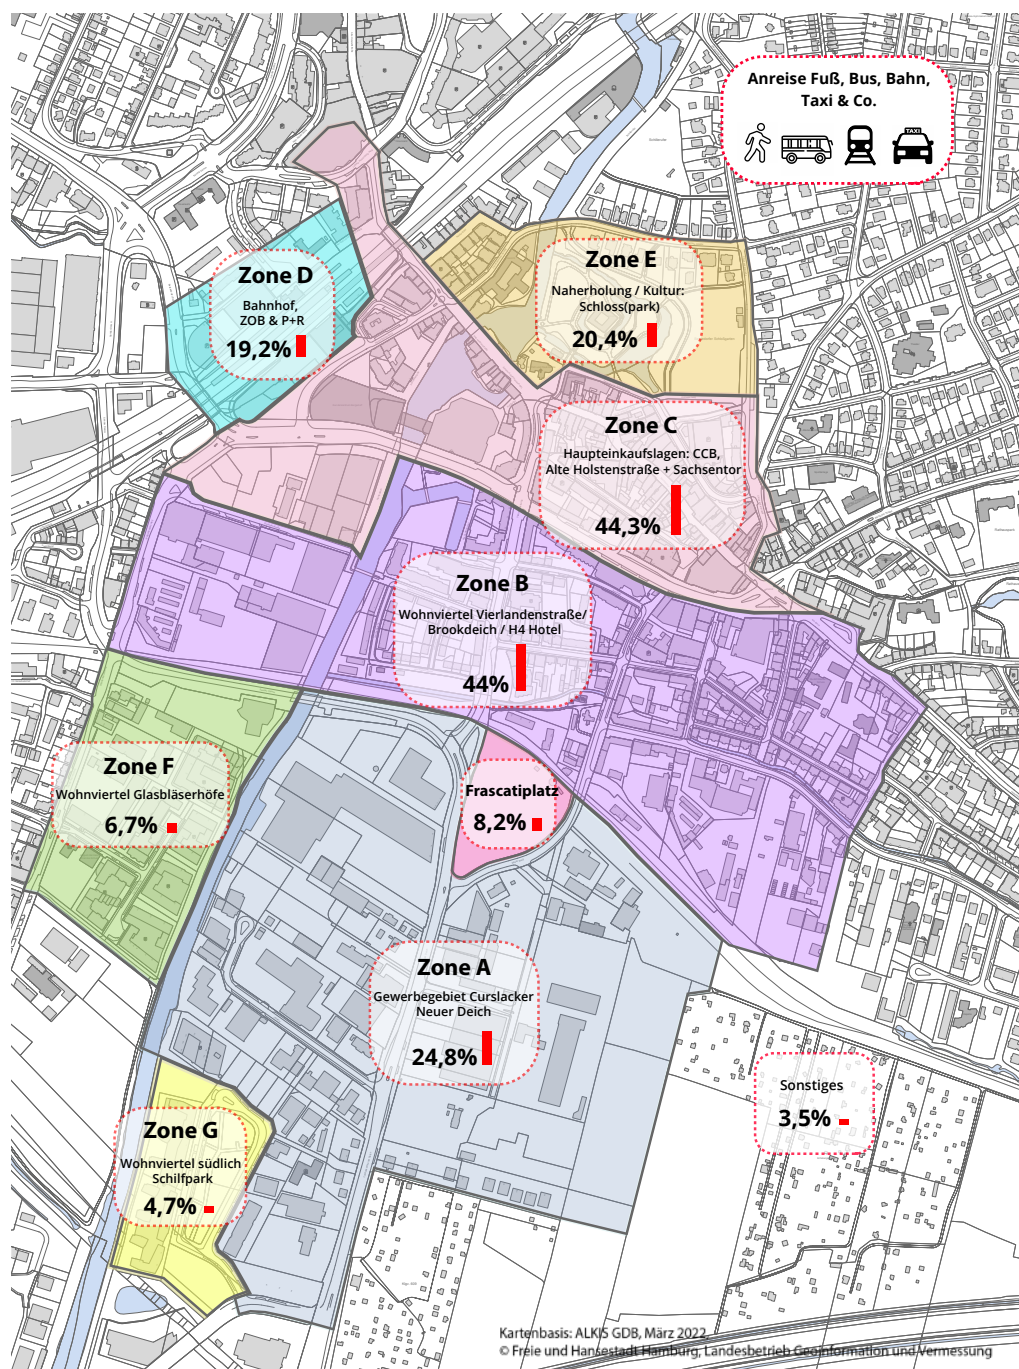 Anreise Fuß, Bus, Bahn,
Taxi & Co.
TAXI
Zone D
Bahnhof,
ZOB & P+R
19,2%
Zone E
Naherholung / Kultur:
Schloss(park)
20,4%
Zone C
Haupteinkaufslagen: CCB,
Alte Holstenstraße + Sachsentor
44,3%
Zone B
Wohnviertel Vierlandenstraße/
Brookdeich / H4 Hotel
44%
Zone F
Wohnviertel Glasbläserhöfe
6,7%
Frascatiplatz
8,2%
Zone A
Gewerbegebiet Curslacker
Neuer Deich
24,8%
Sonstiges
3,5%
Zone G
Wohnviertel südlich
Schilfpark
4,7%
Kartenbasis: ALKIS GDB, März 2022,
© Freie und Hansestadt Hamburg, Landesbetrieb Geoinformation und Vermessung